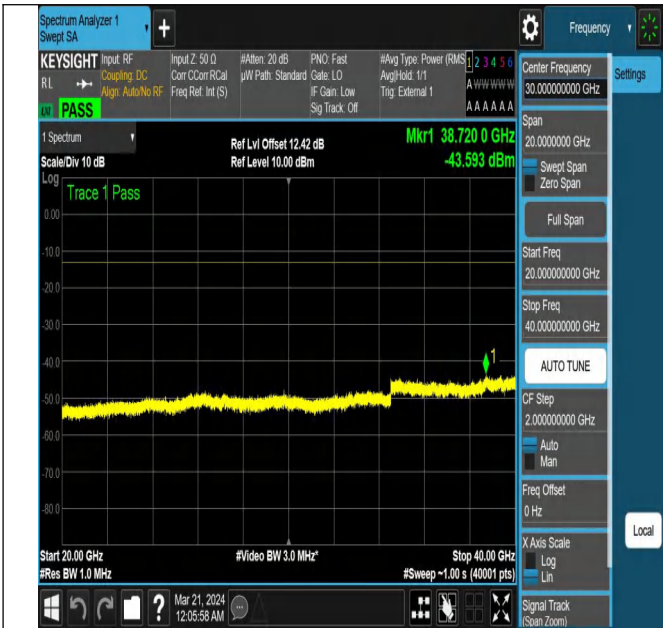 Spectrum Analyzer 1
Swept SA
+
Frequency
KEYSIGHT
RL
PASS
Input: RF
Coupling: DC
Align: Auto/No RF
Input Z: 50 Ω
Corr CCorr RCal
Freq Ref: Int (S)
#Atten: 20 dB
µW Path: Standard
PNO: Fast
Gate: LO
IF Gain: Low
Sig Track: Off
#Avg Type: Power (RMS
Avg|Hold: 1/1
Trig: External 1
1 2 3 4 5 6
A W W W W W
A A A A A A
Center Frequency
30.000000000 GHz
Settings
Span
20.0000000 GHz
Swept Span
Zero Span
Full Span
Start Freq
20.000000000 GHz
Stop Freq
40.000000000 GHz
AUTO TUNE
CF Step
2.000000000 GHz
Auto
Man
Freq Offset
0 Hz
X Axis Scale
Log
Lin
Signal Track
(Span Zoom)
Local
1 Spectrum
Scale/Div 10 dB
Ref Lvl Offset 12.42 dB
Ref Level 10.00 dBm
Mkr1 38.720 0 GHz
-43.593 dBm
Log
Trace 1 Pass
0.00
-10.0
-20.0
-30.0
-40.0
-50.0
-60.0
-70.0
-80.0
1
Start 20.00 GHz
#Res BW 1.0 MHz
#Video BW 3.0 MHz*
Stop 40.00 GHz
#Sweep ~1.00 s (40001 pts)
?
Mar 21, 2024
12:05:58 AM